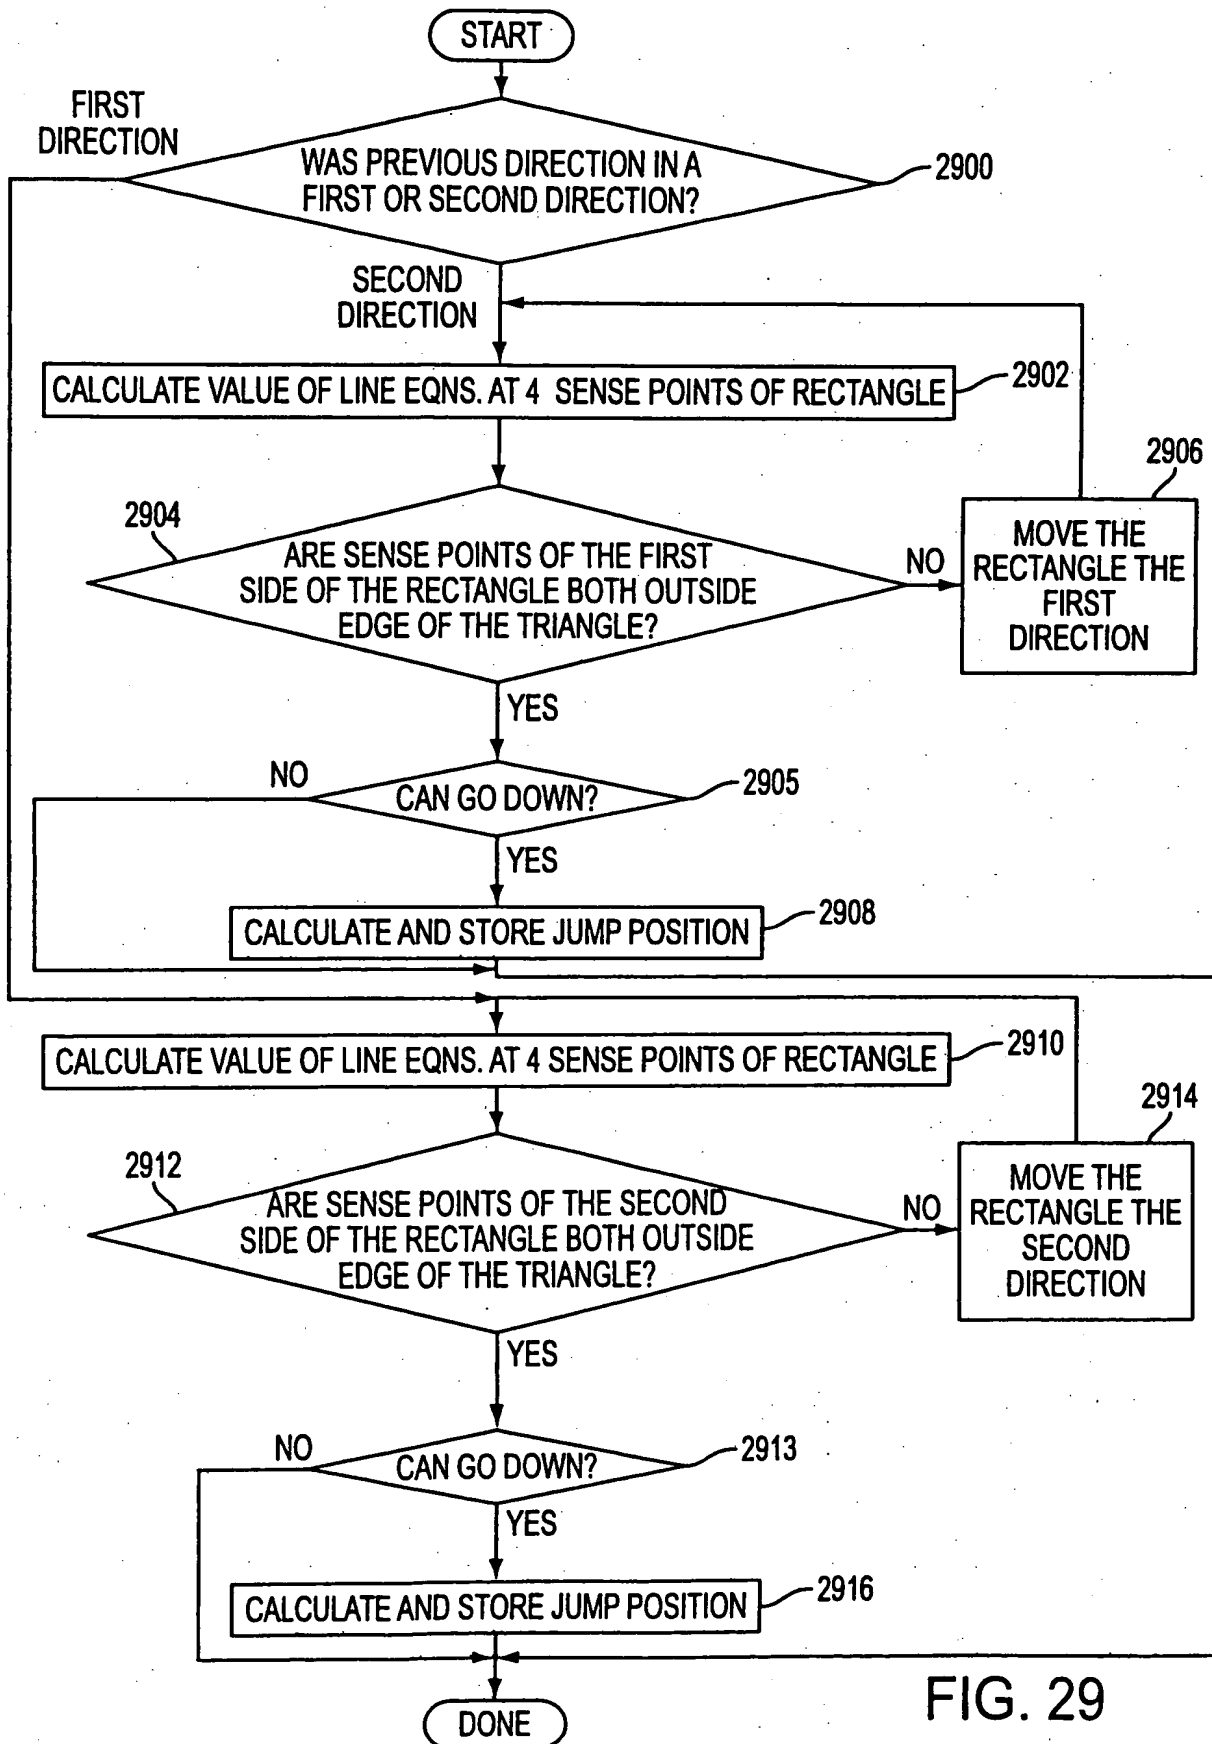 START
FIRST
DIRECTION
WAS PREVIOUS DIRECTION IN A
FIRST OR SECOND DIRECTION?
2900
SECOND
DIRECTION
CALCULATE VALUE OF LINE EQNS. AT 4 SENSE POINTS OF RECTANGLE
2902
2904
ARE SENSE POINTS OF THE FIRST
SIDE OF THE RECTANGLE BOTH OUTSIDE
EDGE OF THE TRIANGLE?
NO
2906
MOVE THE
RECTANGLE THE
FIRST
DIRECTION
YES
NO
CAN GO DOWN?
2905
YES
CALCULATE AND STORE JUMP POSITION
2908
CALCULATE VALUE OF LINE EQNS. AT 4 SENSE POINTS OF RECTANGLE
2910
2912
ARE SENSE POINTS OF THE SECOND
SIDE OF THE RECTANGLE BOTH OUTSIDE
EDGE OF THE TRIANGLE?
NO
2914
MOVE THE
RECTANGLE THE
SECOND
DIRECTION
YES
NO
CAN GO DOWN?
2913
YES
CALCULATE AND STORE JUMP POSITION
2916
DONE
FIG. 29